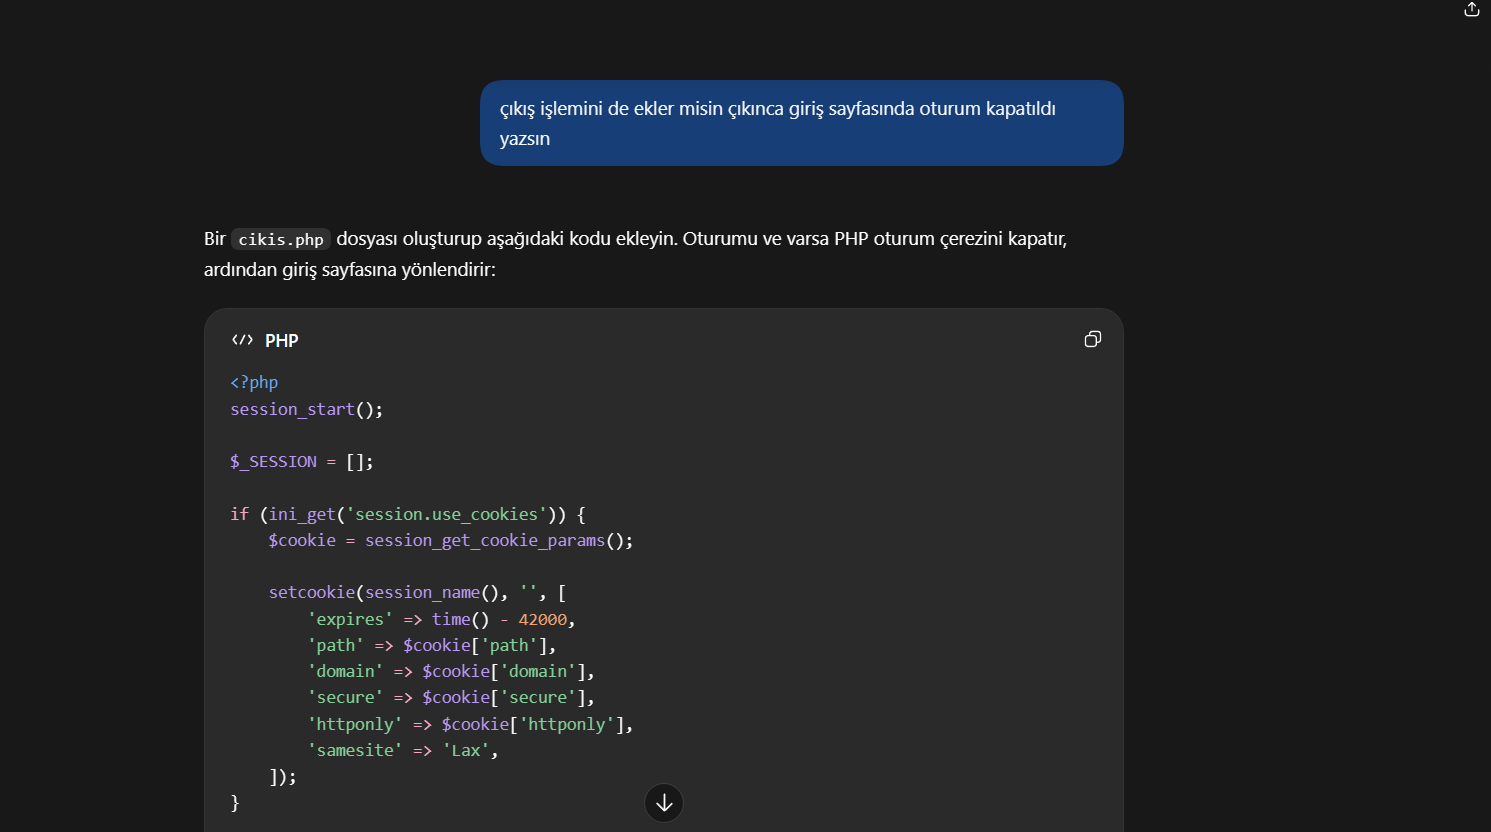 çıkış işlemini de ekler misin çıkınca giriş sayfasında oturum kapatıldı
yazsın
Bir cikis.php dosyası oluşturup aşağıdaki kodu ekleyin. Oturumu ve varsa PHP oturum çerezini kapatır,
ardından giriş sayfasına yönlendirir:
</> PHP
<?php
session_start();

$_SESSION = [];

if (ini_get('session.use_cookies')) {
    $cookie = session_get_cookie_params();

    setcookie(session_name(), '', [
        'expires' => time() - 42000,
        'path' => $cookie['path'],
        'domain' => $cookie['domain'],
        'secure' => $cookie['secure'],
        'httponly' => $cookie['httponly'],
        'samesite' => 'Lax',
    ]);
}